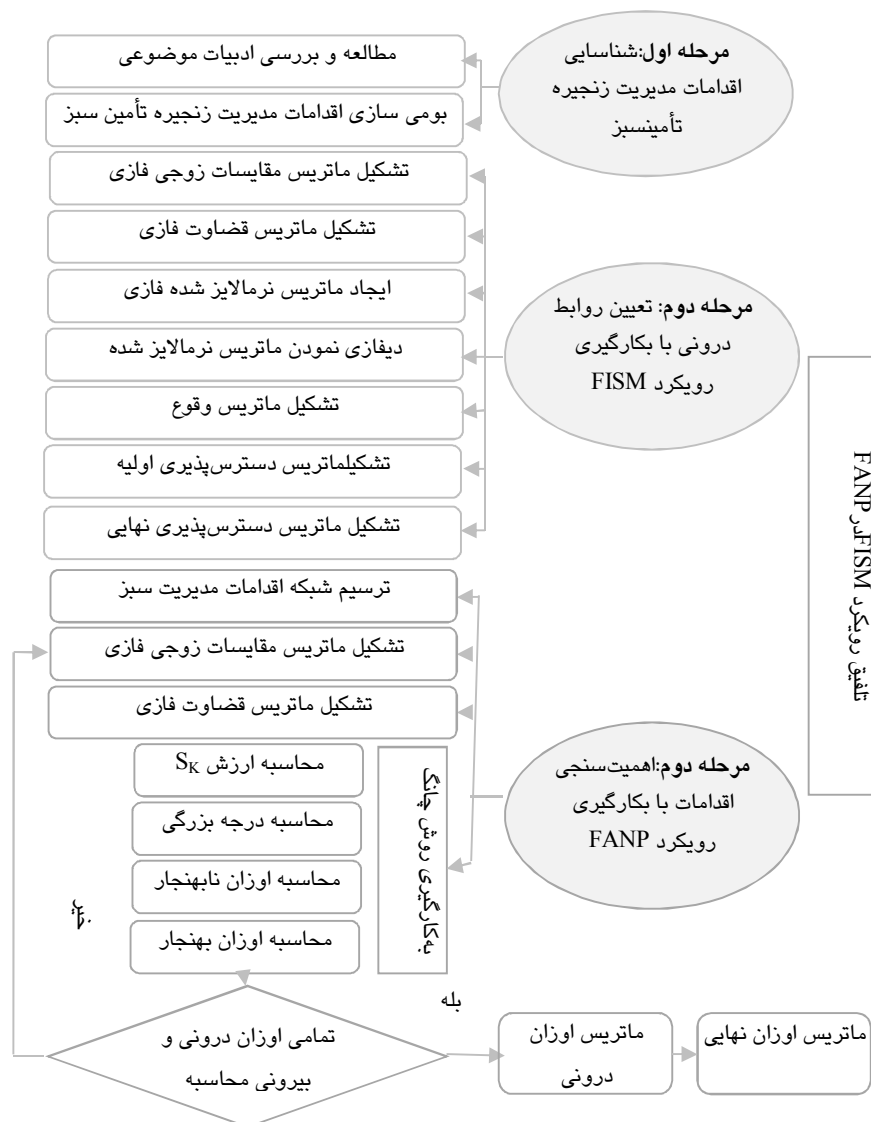 مرحله اول:شناسایی
اقدامات مدیریت زنجیره
تأمینسبز
مطالعه و بررسی ادبیات موضوعی
بومی سازی اقدامات مدیریت زنجیره تأمین سبز
مرحله دوم: تعیین روابط
درونی با بکارگیری
رویکرد FISM
تشکیل ماتریس مقایسات زوجی فازی
تشکیل ماتریس قضاوت فازی
ایجاد ماتریس نرمالایز شده فازی
دیفازی نمودن ماتریس نرمالایز شده
تشکیل ماتریس وقوع
تشکیلماتریس دسترس‌پذیری اولیه
تشکیل ماتریس دسترس‌پذیری نهایی
تلفیق رویکرد FISMدر FANP
مرحله دوم:اهمیت‌سنجی
اقدامات با بکارگیری
رویکرد FANP
ترسیم شبکه اقدامات مدیریت سبز
تشکیل ماتریس مقایسات زوجی فازی
تشکیل ماتریس قضاوت فازی
به‌کارگیری روش چانگ
محاسبه ارزش SK
محاسبه درجه بزرگی
محاسبه اوزان نابهنجار
محاسبه اوزان بهنجار
خیر
بله
تمامی اوزان درونی و
بیرونی محاسبه
ماتریس اوزان
درونی
ماتریس اوزان نهایی